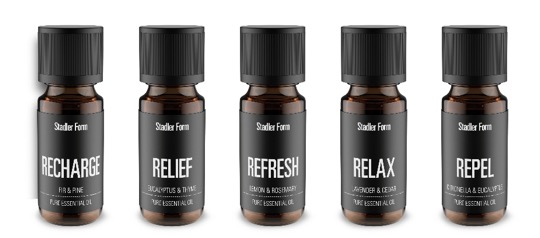 Stadler Form
RECHARGE
FIR & PINE
PURE ESSENTIAL OIL
Stadler Form
RELIEF
EUCALYPTUS & THYME
PURE ESSENTIAL OIL
Stadler Form
REFRESH
LEMON & ROSEMARY
PURE ESSENTIAL OIL
Stadler Form
RELAX
LAVENDER & CEDAR
PURE ESSENTIAL OIL
Stadler Form
REPEL
CITRONELLA & EUCALYPTUS
PURE ESSENTIAL OIL